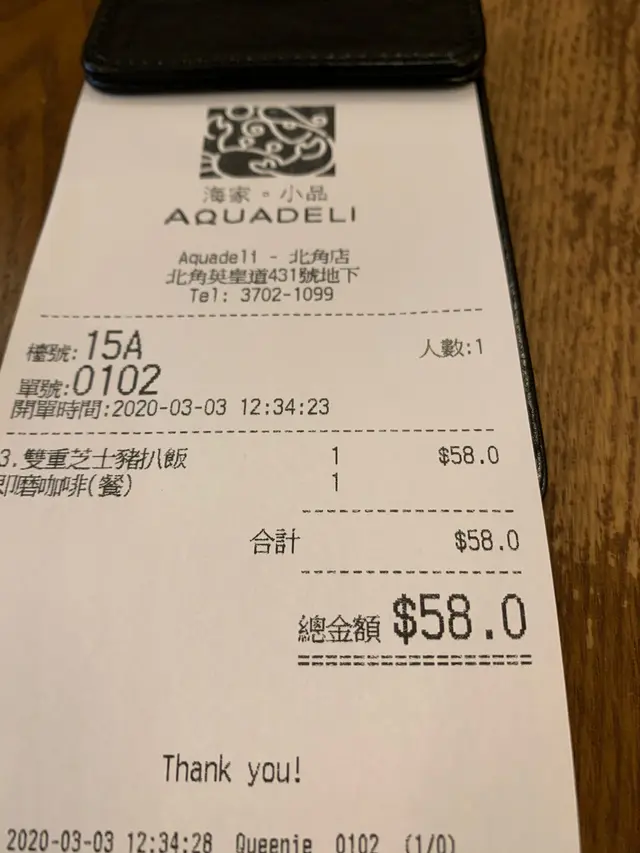 海家。小品
AQUADELI
Aquadeli - 北角店
北角英皇道431號地下
Tel: 3702-1099
檯號:15A 人數:1
單號:0102
開單時間:2020-03-03 12:34:23
3.雙重芝士豬扒飯 1 $58.0
即磨咖啡(餐) 1
合計 $58.0
總金額 $58.0
Thank you!
2020-03-03 12:34:28 Queenie 0102 (1/0)